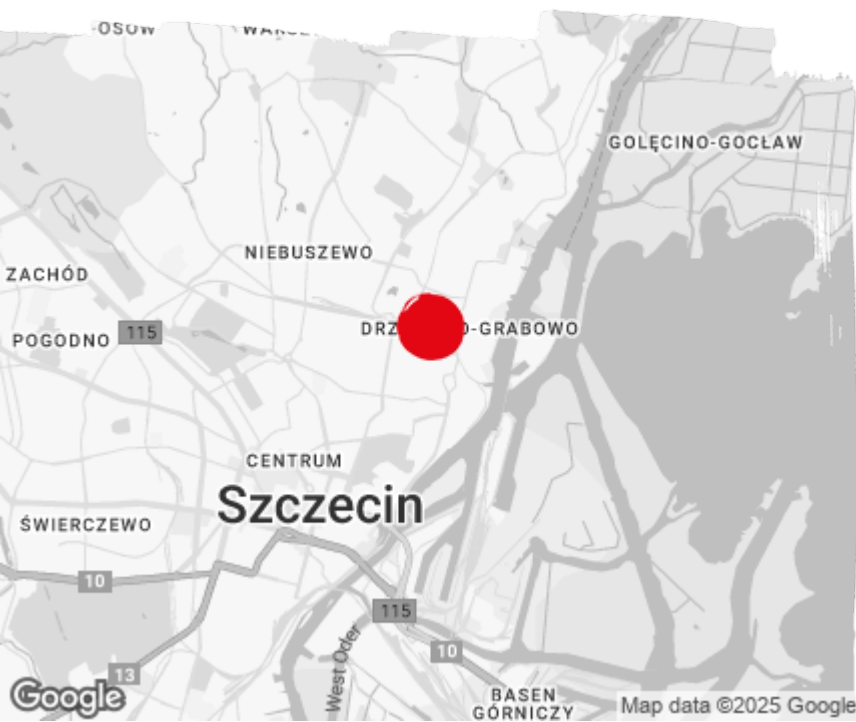 GOLĘCINO-GOCŁAW
NIEBUSZEWO
ZACHÓD
POGODNO
115
CENTRUM
Szczecin
ŚWIERCZEWO
10
115
10
13
West Oder
BASEN
GÓRNICZY
Google
Map data ©2025 Google